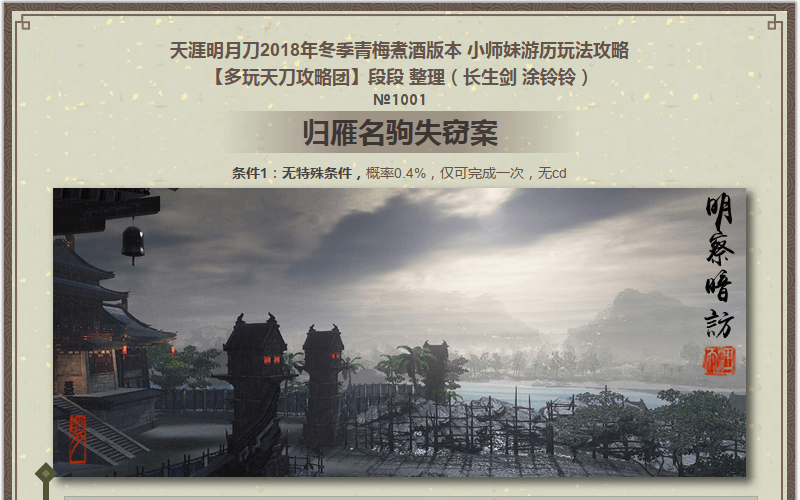 天涯明月刀2018年冬季青梅煮酒版本 小师妹游历玩法攻略
【多玩天刀攻略团】段段 整理（长生剑 涂铃铃）
№1001
归雁名驹失窃案
条件1：无特殊条件，概率0.4%，仅可完成一次，无cd
明察暗訪